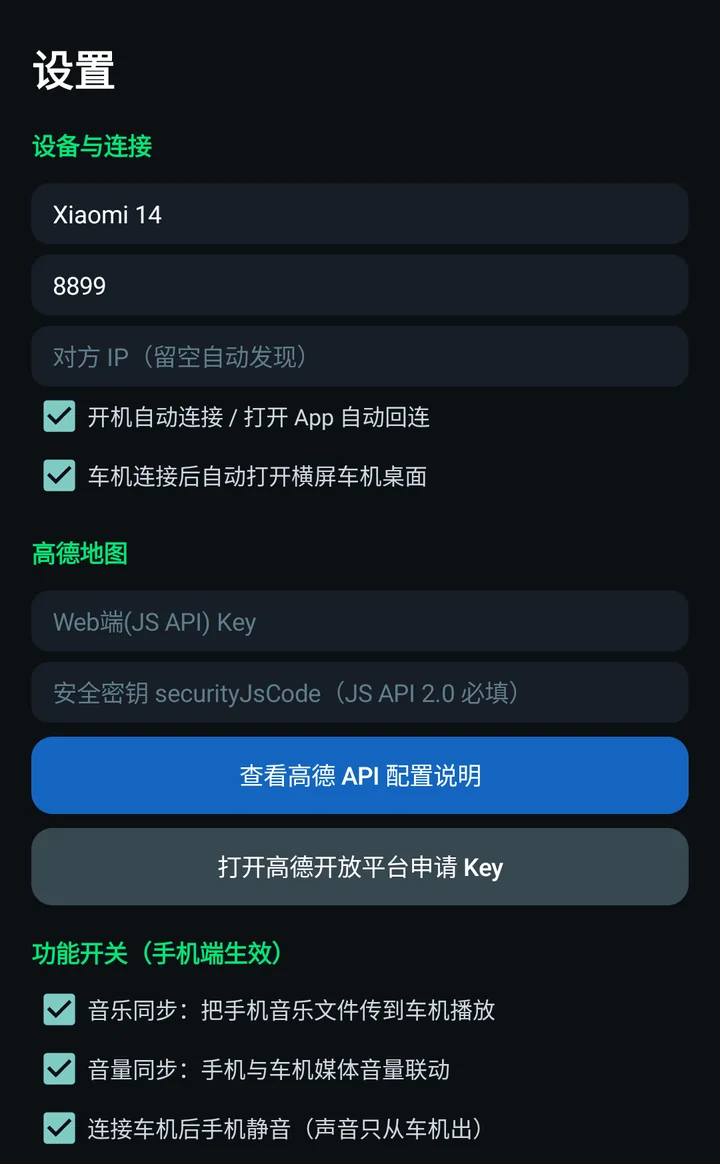 设置
设备与连接
Xiaomi 14
8899
对方 IP（留空自动发现）
开机自动连接 / 打开 App 自动回连
车机连接后自动打开横屏车机桌面
高德地图
Web端(JS API) Key
安全密钥 securityJsCode（JS API 2.0 必填）
查看高德 API 配置说明
打开高德开放平台申请 Key
功能开关（手机端生效）
音乐同步：把手机音乐文件传到车机播放
音量同步：手机与车机媒体音量联动
连接车机后手机静音（声音只从车机出）